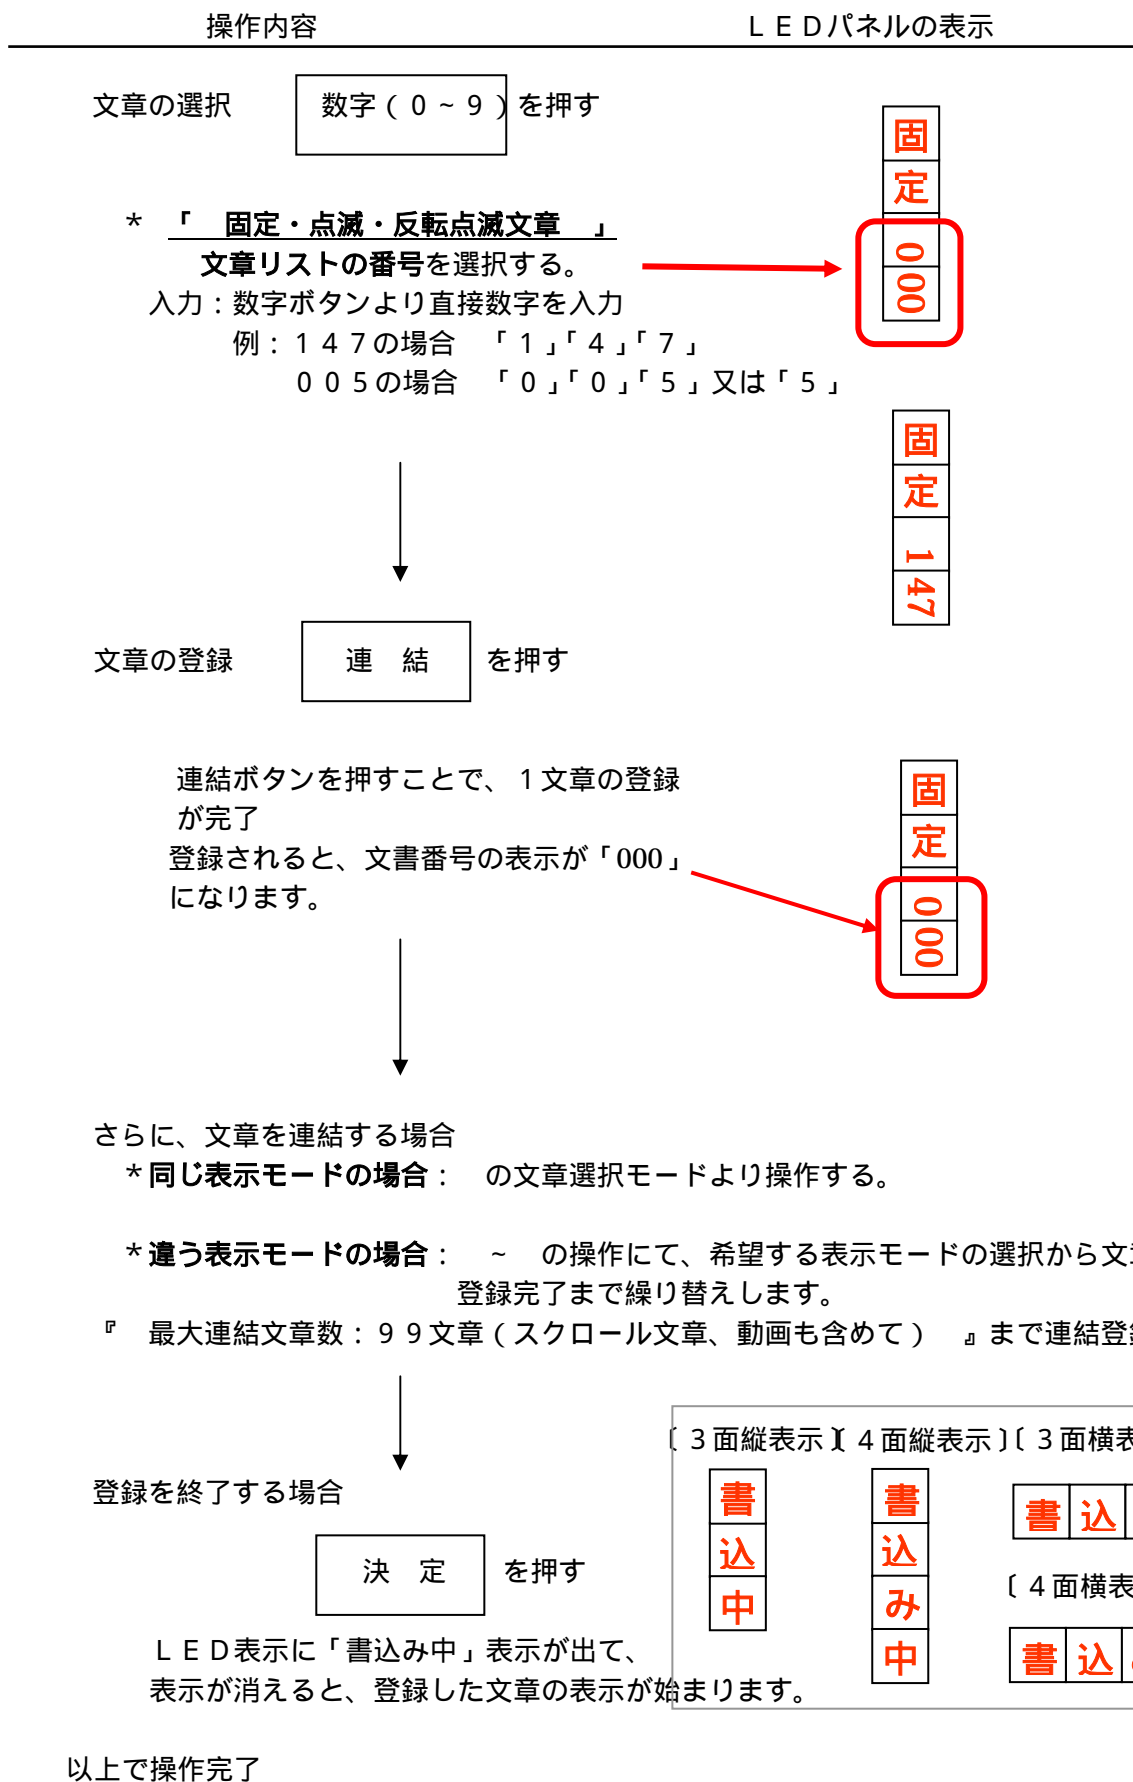 操作内容　ＬＥＤパネルの表示
文章の選択　数字（０～９）を押す
固定000
＊　「　固定・点滅・反転点滅文章　」
文章リストの番号を選択する。
入力：数字ボタンより直接数字を入力
例：１４７の場合　「１」「４」「７」
００５の場合　「０」「０」「５」又は「５」
固定147
文章の登録　連　結　を押す
連結ボタンを押すことで、１文章の登録
が完了
登録されると、文書番号の表示が「000」
になります。
固定000
さらに、文章を連結する場合
＊同じ表示モードの場合：　の文章選択モードより操作する。
＊違う表示モードの場合：　～　の操作にて、希望する表示モードの選択から文
登録完了まで繰り替えします。
『　最大連結文章数：９９文章（スクロール文章、動画も含めて）　』まで連結登
〔３面縦表示〕〔４面縦表示〕〔３面横表
書込中
書込み中
書込
〔４面横表
書込
登録を終了する場合
決　定　を押す
ＬＥＤ表示に「書込み中」表示が出て、
表示が消えると、登録した文章の表示が始まります。
以上で操作完了